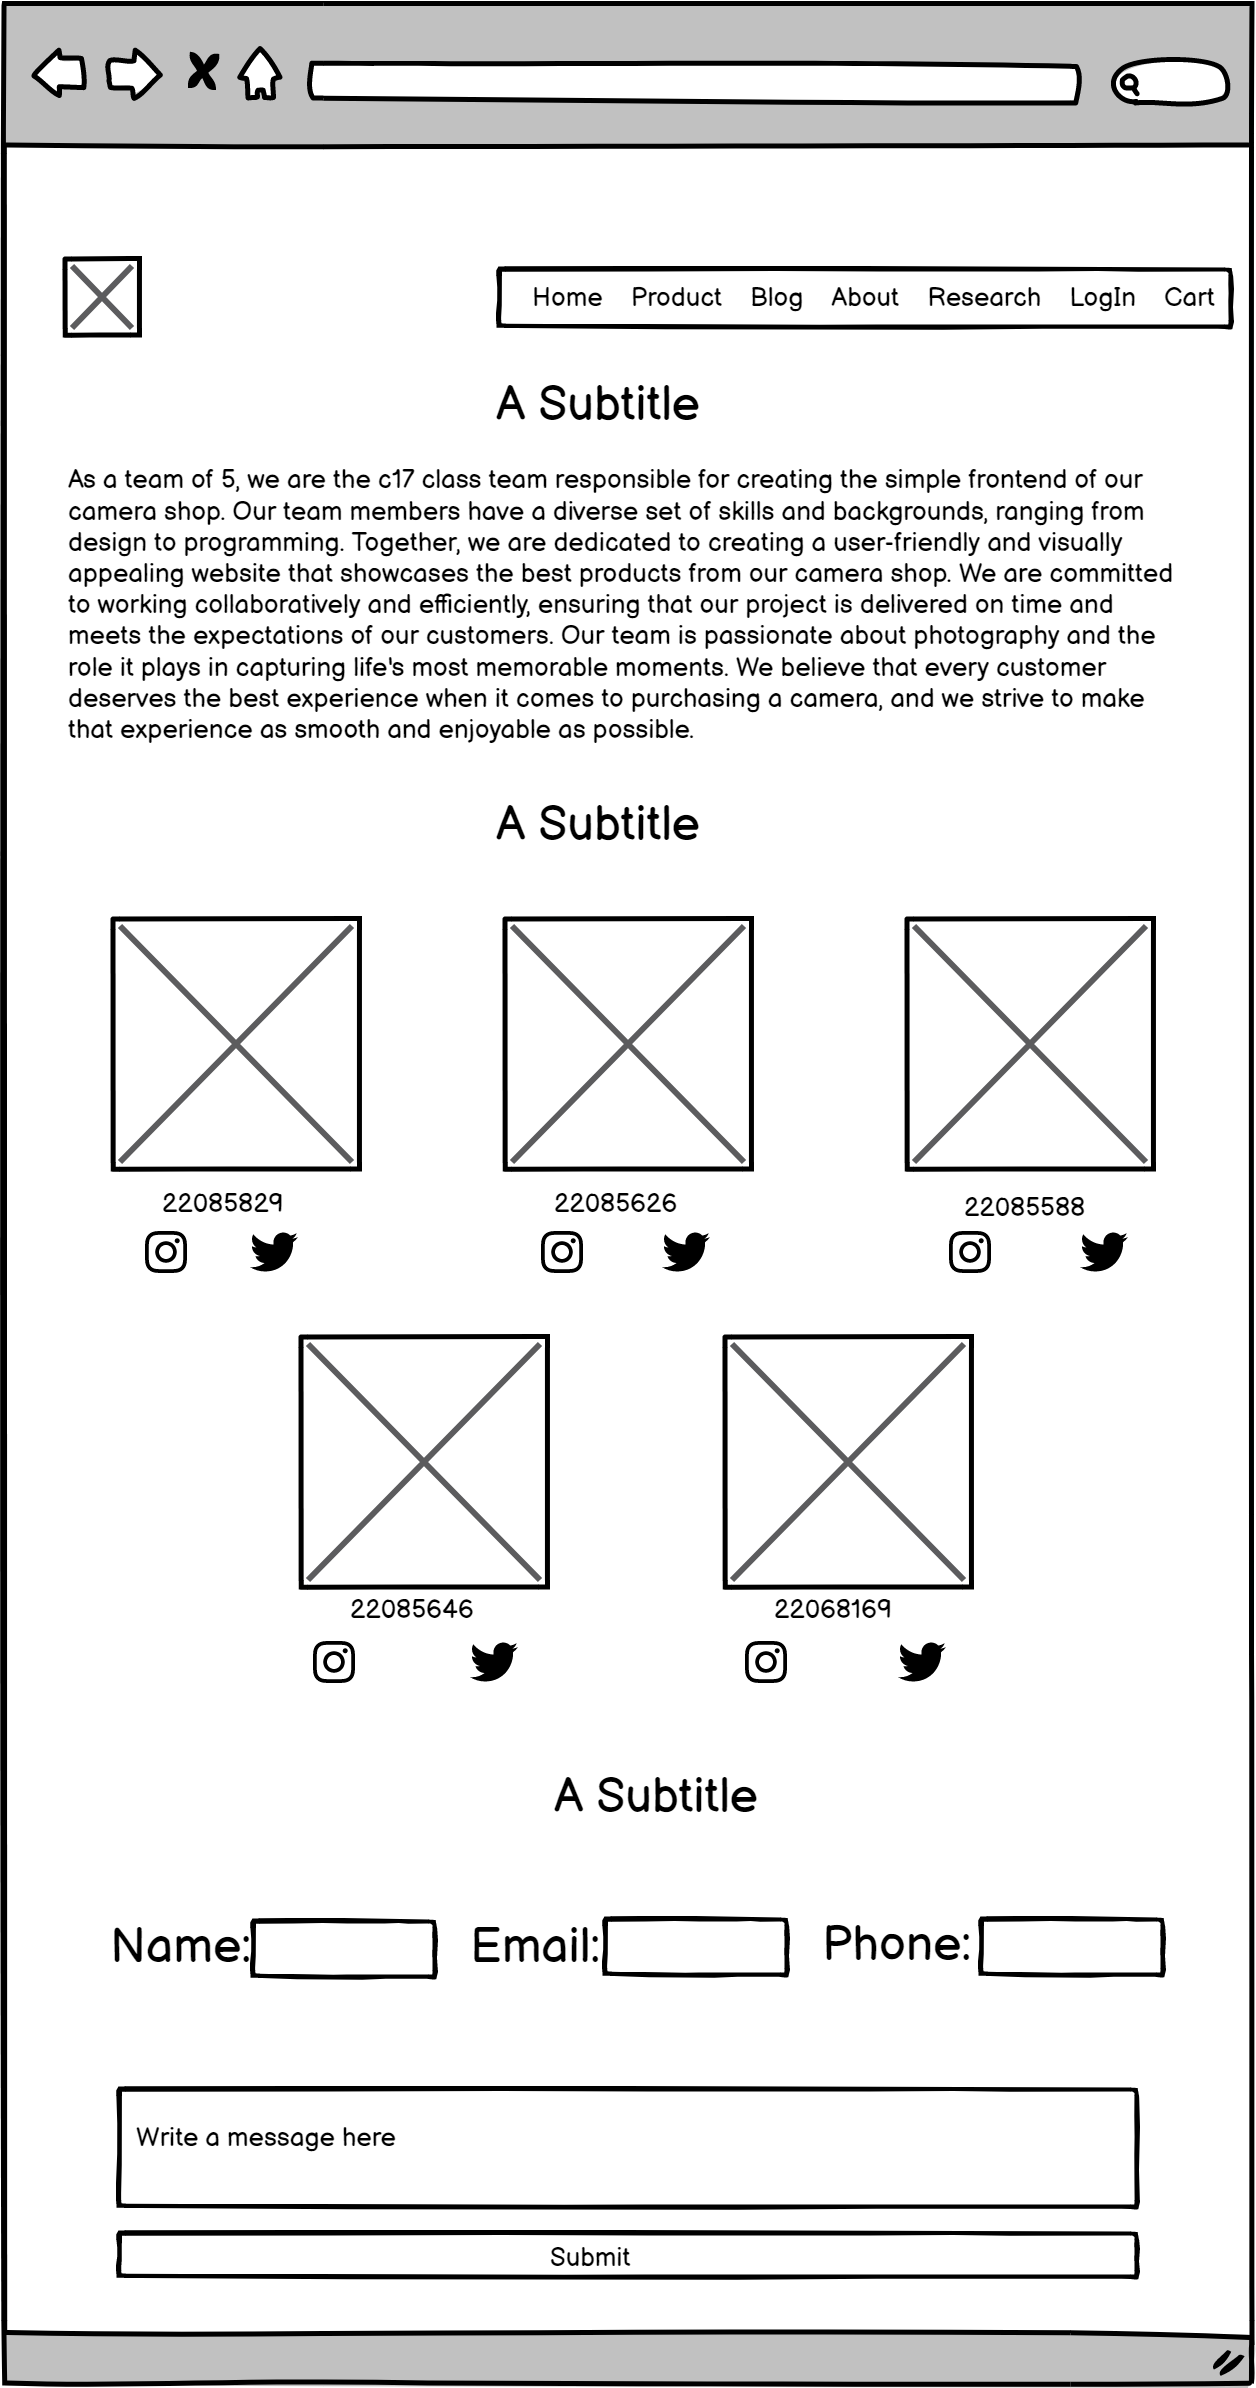 Home Product Blog About Research LogIn Cart
A Subtitle
As a team of 5, we are the c17 class team responsible for creating the simple frontend of our
camera shop. Our team members have a diverse set of skills and backgrounds, ranging from
design to programming. Together, we are dedicated to creating a user-friendly and visually
appealing website that showcases the best products from our camera shop. We are committed
to working collaboratively and efficiently, ensuring that our project is delivered on time and
meets the expectations of our customers. Our team is passionate about photography and the
role it plays in capturing life's most memorable moments. We believe that every customer
deserves the best experience when it comes to purchasing a camera, and we strive to make
that experience as smooth and enjoyable as possible.
A Subtitle
22085829 22085626 22085588
22085646 22068169
A Subtitle
Name: Email: Phone:
Write a message here
Submit